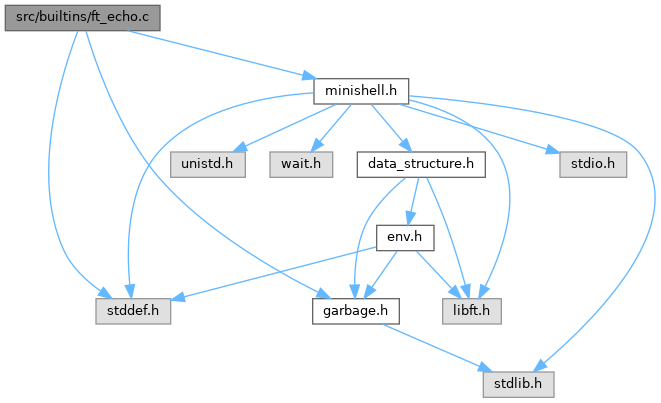 src/builtins/ft_echo.c
minishell.h
unistd.h
wait.h
data_structure.h
stdio.h
env.h
stddef.h
garbage.h
libft.h
stdlib.h